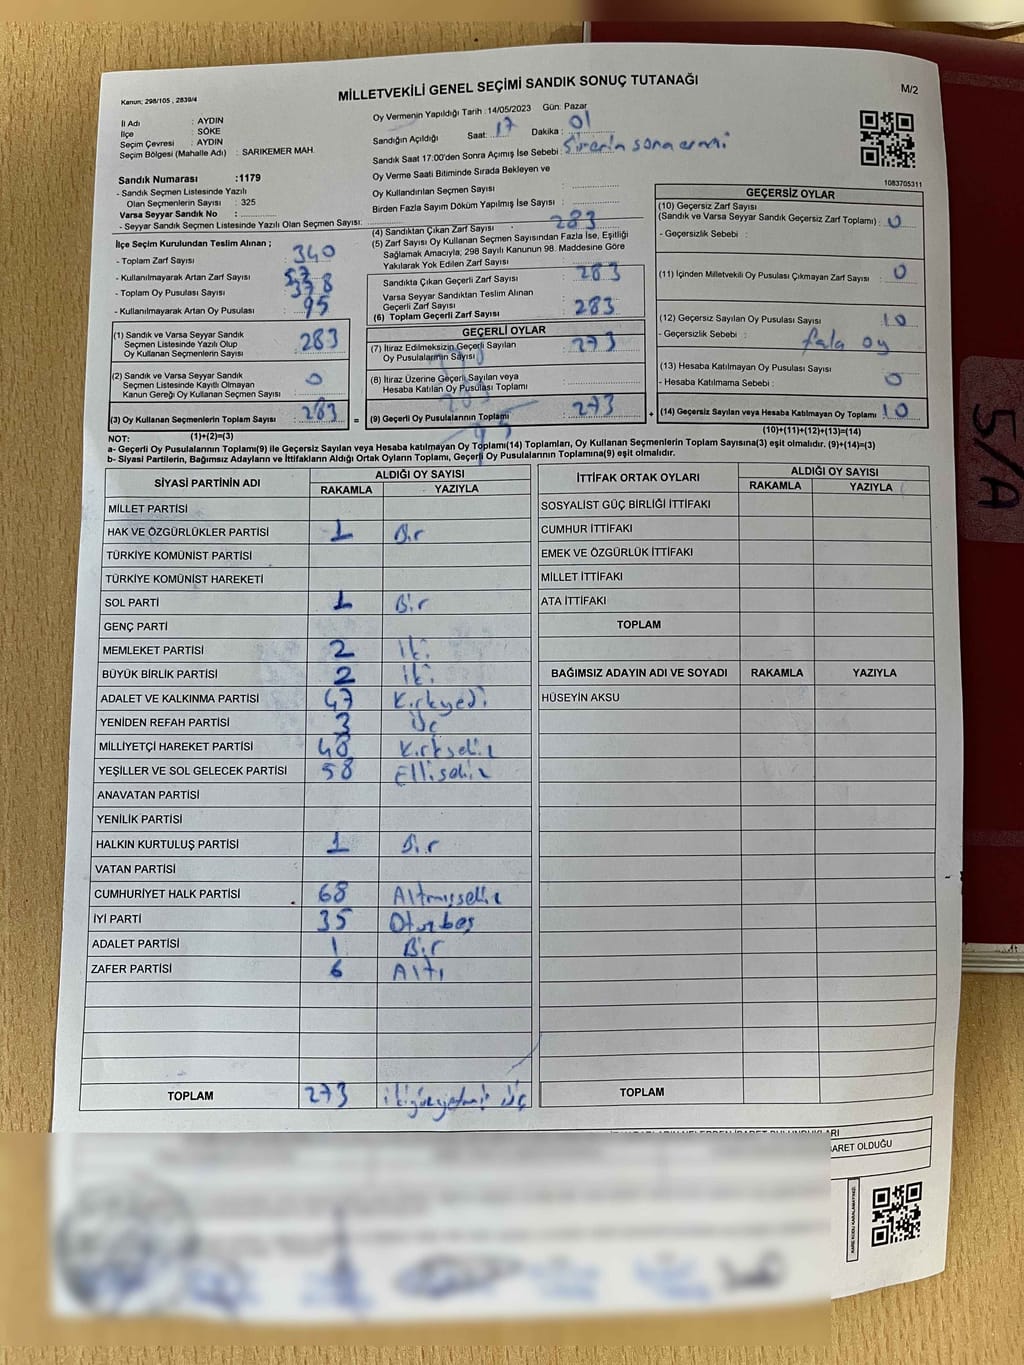 MİLLETVEKİLİ GENEL SEÇİMİ SANDIK SONUÇ TUTANAĞI
M/2
Kanun; 298/105 , 2839/4
İl Adı : AYDIN
İlçe : SÖKE
Seçim Çevresi : AYDIN
Seçim Bölgesi (Mahalle Adı) : SARIKEMER MAH.
Sandık Numarası :1179
- Sandık Seçmen Listesinde Yazılı
Olan Seçmenlerin Sayısı : 325
Varsa Seyyar Sandık No :
- Seyyar Seçmen Listesinde Yazılı Olan Seçmen Sayısı:
Oy Vermenin Yapıldığı Tarih :14/05/2023 Gün: Pazar
Sandığın Açıldığı Saat: 17 Dakika : 01
Sandık Saat 17:00'den Sonra Açılmış İse Sebebi : Sürenin sona ermi
Oy Verme Saati Bitiminde Sırada Bekleyen ve
Oy Kullandırılan Seçmen Sayısı :
Birden Fazla Sayım Döküm Yapılmış İse Sayısı :
1083705311
İlçe Seçim Kurulundan Teslim Alınan ;
- Toplam Zarf Sayısı : 340
- Kullanılmayarak Artan Zarf Sayısı : 57
- Toplam Oy Pusulası Sayısı : 378
- Kullanılmayarak Artan Oy Pusulası : 95
(1) Sandık ve Varsa Seyyar Sandık
Seçmen Listesinde Yazılı Olup
Oy Kullanan Seçmenlerin Sayısı : 283
(2) Sandık ve Varsa Seyyar Sandık
Seçmen Listesinde Kayıtlı Olmayan
Kanun Gereği Oy Kullanan Seçmen Sayısı : 0
(3) Oy Kullanan Seçmenlerin Toplam Sayısı : 283
(1)+(2)=(3)
(4) Sandıktan Çıkan Zarf Sayısı : 283
(5) Zarf Sayısı Oy Kullanan Seçmen Sayısından Fazla İse, Eşitliği
Sağlamak Amacıyla, 298 Sayılı Kanunun 98. Maddesine Göre
Yakılarak Yok Edilen Zarf Sayısı :
Sandıkta Çıkan Geçerli Zarf Sayısı : 283
Varsa Seyyar Sandıktan Teslim Alınan
Geçerli Zarf Sayısı :
(6) Toplam Geçerli Zarf Sayısı : 283
GEÇERLİ OYLAR
(7) İtiraz Edilmeksizin Geçerli Sayılan
Oy Pusulalarının Sayısı : 273
(8) İtiraz Üzerine Geçerli Sayılan veya
Hesaba Katılan Oy Pusulası Toplamı :
= (9) Geçerli Oy Pusulalarının Toplamı : 273 +
GEÇERSİZ OYLAR
(10) Geçersiz Zarf Sayısı
(Sandık ve Varsa Seyyar Sandık Geçersiz Zarf Toplamı) : 0
- Geçersizlik Sebebi :
(11) İçinden Milletvekili Oy Pusulası Çıkmayan Zarf Sayısı : 0
(12) Geçersiz Sayılan Oy Pusulası Sayısı : 10
- Geçersizlik Sebebi : fala oy
(13) Hesaba Katılmayan Oy Pusulası Sayısı :
- Hesaba Katılmama Sebebi : 0
(14) Geçersiz Sayılan veya Hesaba Katılmayan Oy Toplamı : 10
(10)+(11)+(12)+(13)=(14)
NOT:
a- Geçerli Oy Pusulalarının Toplamı(9) ile Geçersiz Sayılan veya Hesaba katılmayan Oy Toplamı(14) Toplamları, Oy Kullanan Seçmenlerin Toplam Sayısına(3) eşit olmalıdır. (9)+(14)=(3)
b- Siyasi Partilerin, Bağımsız Adayların ve İttifakların Aldığı Ortak Oyların Toplamı, Geçerli Oy Pusulalarının Toplamına(9) eşit olmalıdır.
SİYASİ PARTİNİN ADI ALDIĞI OY SAYISI
RAKAMLA YAZIYLA
MİLLET PARTİSİ
HAK VE ÖZGÜRLÜKLER PARTİSİ 1 Bir
TÜRKİYE KOMÜNİST PARTİSİ
TÜRKİYE KOMÜNİST HAREKETİ
SOL PARTİ 1 Bir
GENÇ PARTİ
MEMLEKET PARTİSİ 2 İki
BÜYÜK BİRLİK PARTİSİ 2 İki
ADALET VE KALKINMA PARTİSİ 47 Kırkyedi
YENİDEN REFAH PARTİSİ 3 Üç
MİLLİYETÇİ HAREKET PARTİSİ 48 Kırksekiz
YEŞİLLER VE SOL GELECEK PARTİSİ 58 Ellisekiz
ANAVATAN PARTİSİ
YENİLİK PARTİSİ
HALKIN KURTULUŞ PARTİSİ 1 Bir
VATAN PARTİSİ
CUMHURİYET HALK PARTİSİ 68 Altmışsekiz
İYİ PARTİ 35 Otuzbeş
ADALET PARTİSİ 1 Bir
ZAFER PARTİSİ 6 Altı
TOPLAM 273 ikiyüzyetmiş üç
İTTİFAK ORTAK OYLARI ALDIĞI OY SAYISI
RAKAMLA YAZIYLA
SOSYALİST GÜÇ BİRLİĞİ İTTİFAKI
CUMHUR İTTİFAKI
EMEK VE ÖZGÜRLÜK İTTİFAKI
MİLLET İTTİFAKI
ATA İTTİFAKI
TOPLAM
BAĞIMSIZ ADAYIN ADI VE SOYADI RAKAMLA YAZIYLA
HÜSEYİN AKSU
TOPLAM
ARET OLDUĞU
KARE KODU KARALAMAYINIZ!
5/A